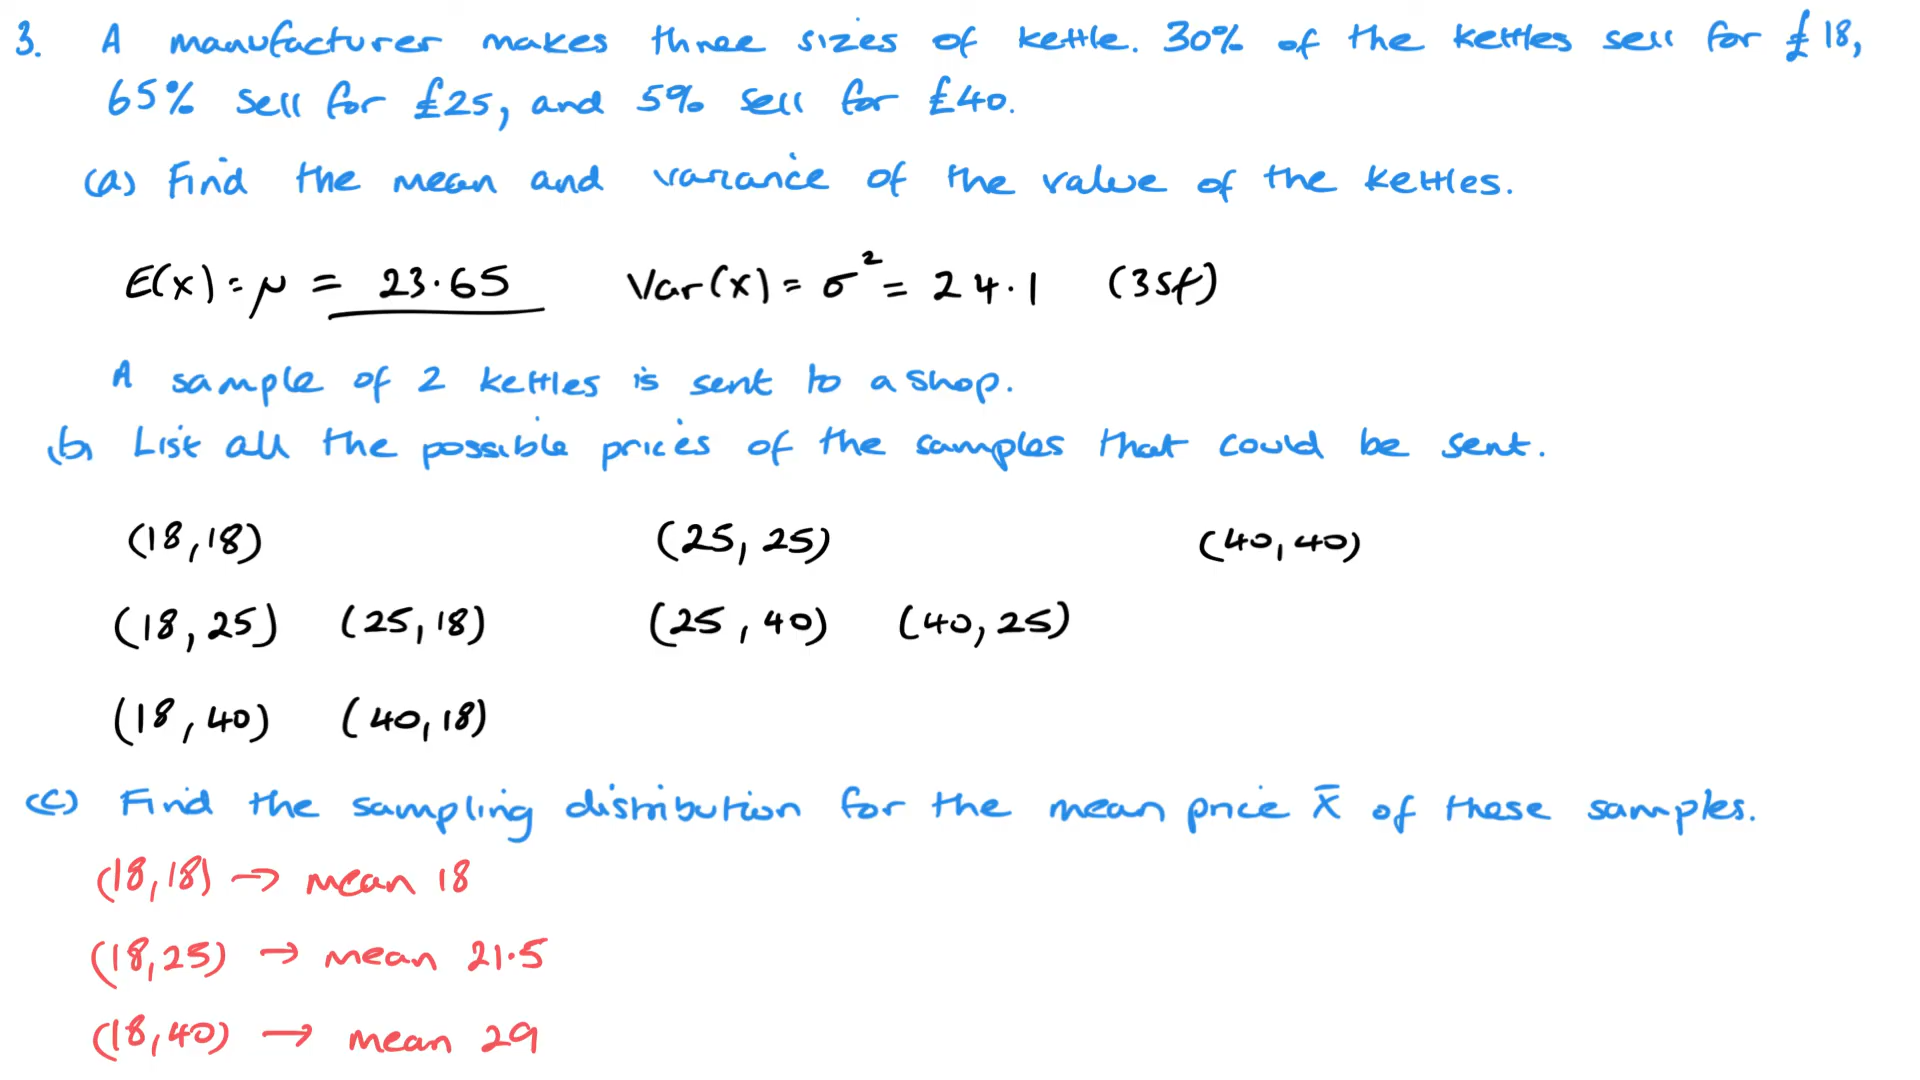 3. A manufacturer makes three sizes of kettle. 30% of the kettles sell for £18,
65% sell for £25, and 5% sell for £40.
(a) Find the mean and variance of the value of the kettles.
E(x) = μ = 23.65 Var(x) = σ² = 24.1 (3sf)
A sample of 2 kettles is sent to a shop.
(b) List all the possible prices of the samples that could be sent.
(18,18) (25,25) (40,40)
(18,25) (25,18) (25,40) (40,25)
(18,40) (40,18)
(c) Find the sampling distribution for the mean price x̄ of these samples.
(18,18) → mean 18
(18,25) → mean 21.5
(18,40) → mean 29